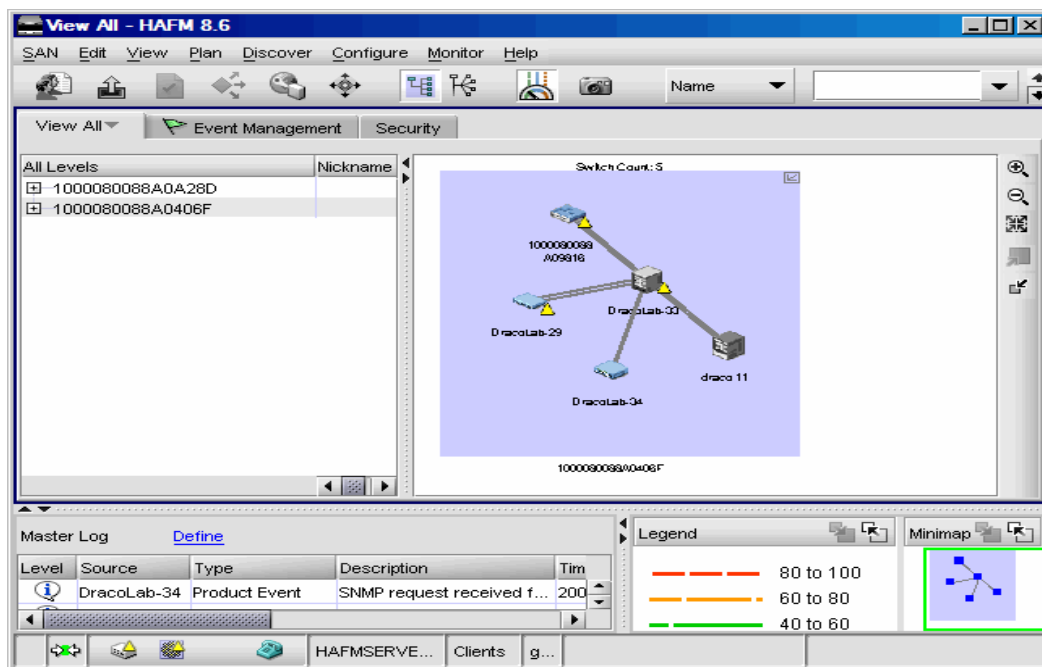 View All - HAFM 8.6
SAN Edit View Plan Discover Configure Monitor Help
Name
View All Event Management Security
All Levels Nickname
1000080088A0A28D
1000080088A0406F
Switch Count: 5
1000080088
A09816
DracoLab-33
DracoLab-29
draco 11
DracoLab-34
1000080088A0406F
Master Log Define
Level Source Type Description Tim
DracoLab-34 Product Event SNMP request received f... 200
Legend
80 to 100
60 to 80
40 to 60
Minimap
HAFMSERVE... Clients g...